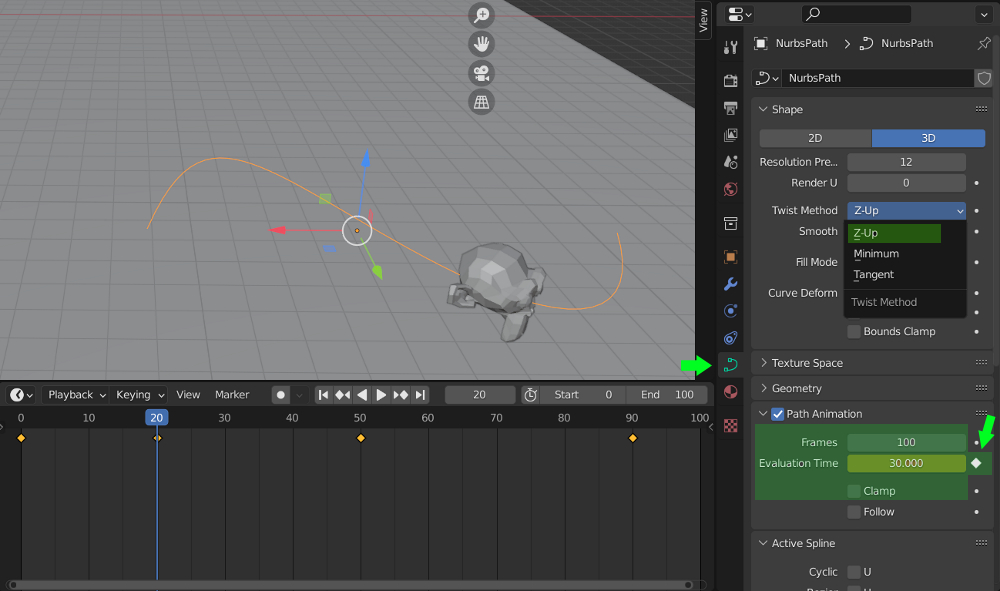 View
NurbsPath > NurbsPath
NurbsPath
Shape
2D 3D
Resolution Pre... 12
Render U 0
Twist Method Z-Up
Smooth Z-Up
Minimum
Fill Mode
Tangent
Curve Deform
Twist Method
Bounds Clamp
Texture Space
Geometry
Path Animation
Frames 100
Evaluation Time 30.000
Clamp
Follow
Active Spline
Cyclic U
Playback Keying View Marker 20 Start 0 End 100
0 10 20 30 40 50 60 70 80 90 100